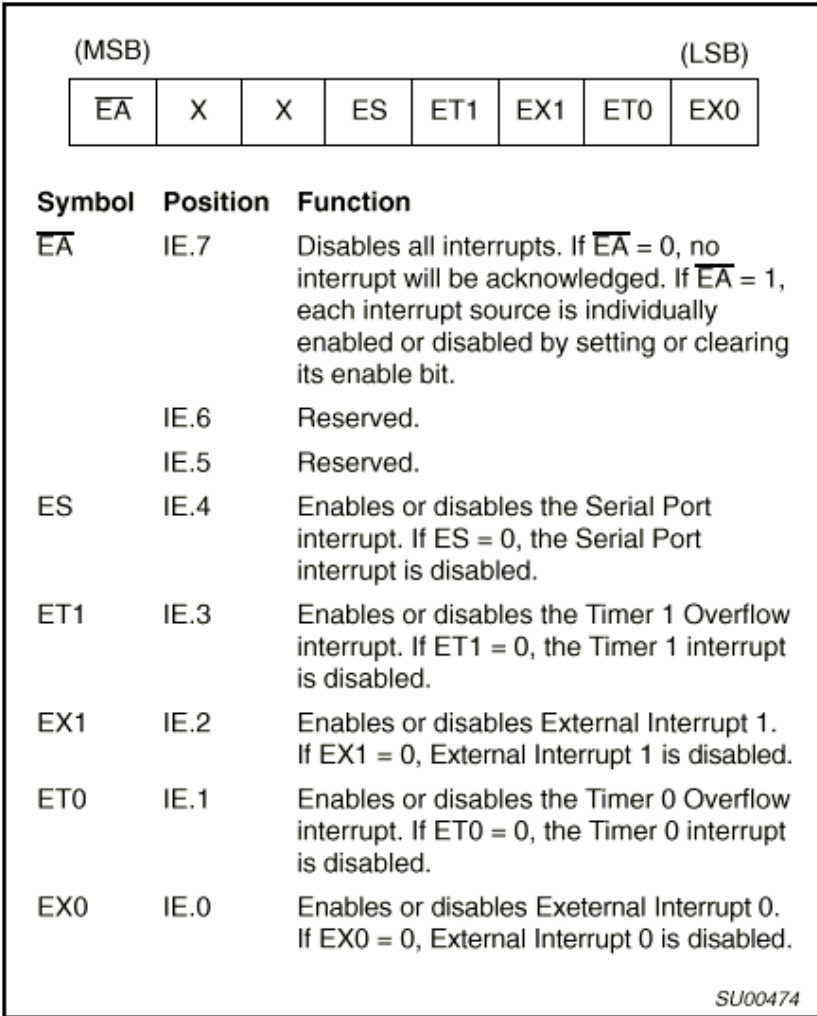 (MSB) (LSB)
E̅A̅ X X ES ET1 EX1 ET0 EX0
Symbol Position Function
E̅A̅ IE.7 Disables all interrupts. If E̅A̅ = 0, no
interrupt will be acknowledged. If E̅A̅ = 1,
each interrupt source is individually
enabled or disabled by setting or clearing
its enable bit.
IE.6 Reserved.
IE.5 Reserved.
ES IE.4 Enables or disables the Serial Port
interrupt. If ES = 0, the Serial Port
interrupt is disabled.
ET1 IE.3 Enables or disables the Timer 1 Overflow
interrupt. If ET1 = 0, the Timer 1 interrupt
is disabled.
EX1 IE.2 Enables or disables External Interrupt 1.
If EX1 = 0, External Interrupt 1 is disabled.
ET0 IE.1 Enables or disables the Timer 0 Overflow
interrupt. If ET0 = 0, the Timer 0 interrupt
is disabled.
EX0 IE.0 Enables or disables Exeternal Interrupt 0.
If EX0 = 0, External Interrupt 0 is disabled.
SU00474